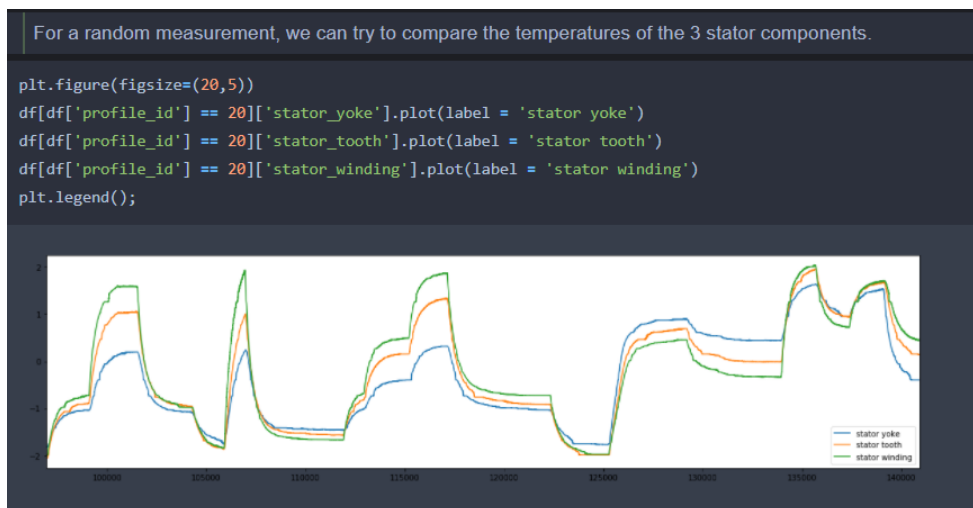 For a random measurement, we can try to compare the temperatures of the 3 stator components.
plt.figure(figsize=(20,5))
df[df['profile_id'] == 20]['stator_yoke'].plot(label = 'stator yoke')
df[df['profile_id'] == 20]['stator_tooth'].plot(label = 'stator tooth')
df[df['profile_id'] == 20]['stator_winding'].plot(label = 'stator winding')
plt.legend();
2
1
0
-1
-2
stator yoke
stator tooth
stator winding
100000 105000 110000 115000 120000 125000 130000 135000 140000